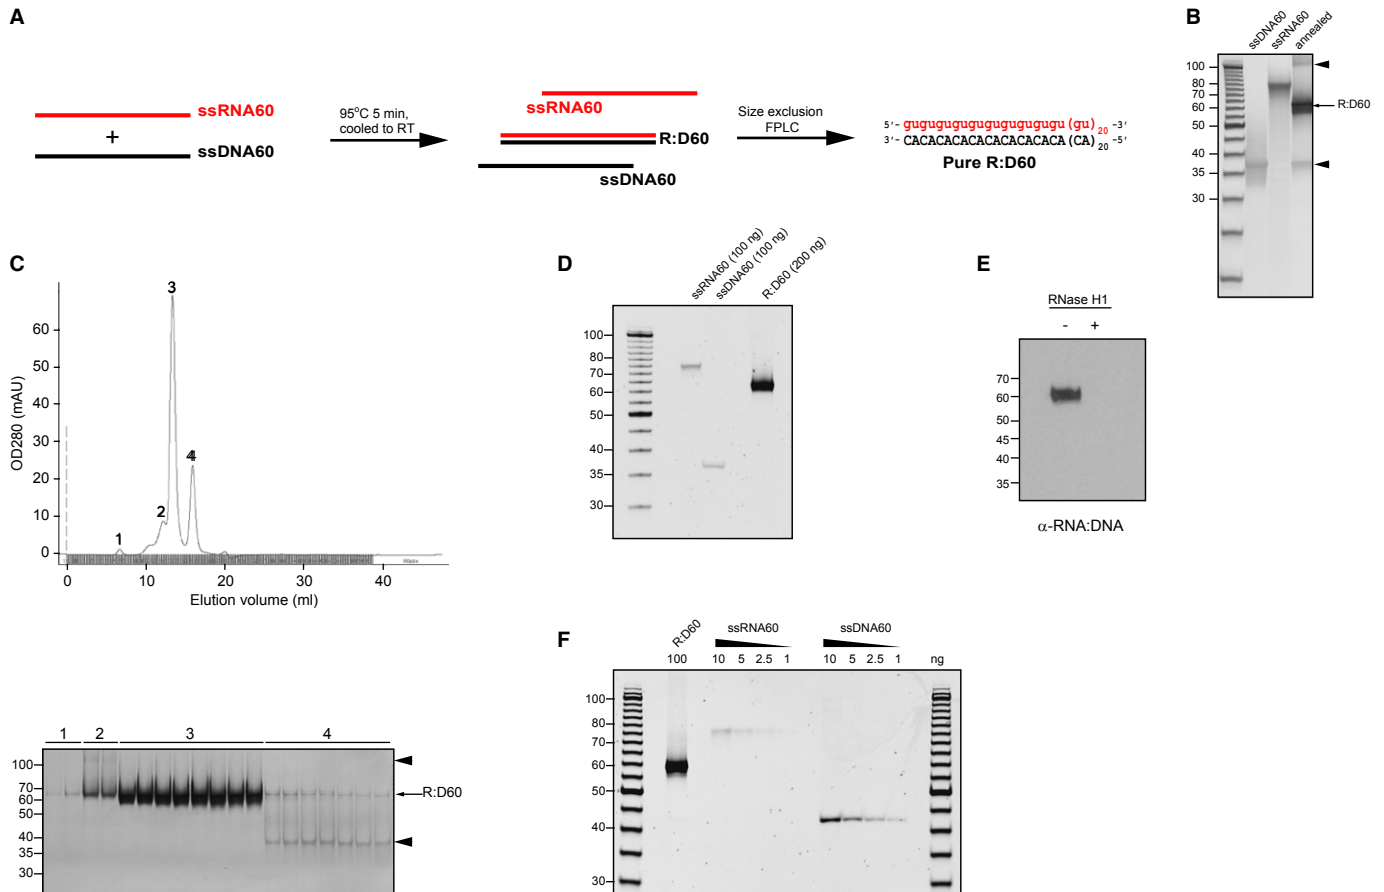 A
ssRNA60
+
ssDNA60
95°C 5 min,
cooled to RT
ssRNA60
R:D60
ssDNA60
Size exclusion
FPLC
5'- gugugugugugugugugugu (gu)20 -3'
3'- CACACACACACACACACACA (CA)20 -5'
Pure R:D60
B
ssDNA60
ssRNA60
annealed
100
80
70
60
50
40
35
30
R:D60
C
OD280 (mAU)
60
50
40
30
20
10
0
1
2
3
4
0 10 20 30 40
Elution volume (ml)
1 2 3 4
100
70
60
50
40
35
30
R:D60
D
ssRNA60 (100 ng)
ssDNA60 (100 ng)
R:D60 (200 ng)
100
80
70
60
50
40
35
30
E
RNase H1
- +
70
60
50
45
40
35
α-RNA:DNA
F
R:D60 ssRNA60 ssDNA60
100 10 5 2.5 1 10 5 2.5 1 ng
100
80
70
60
50
40
30